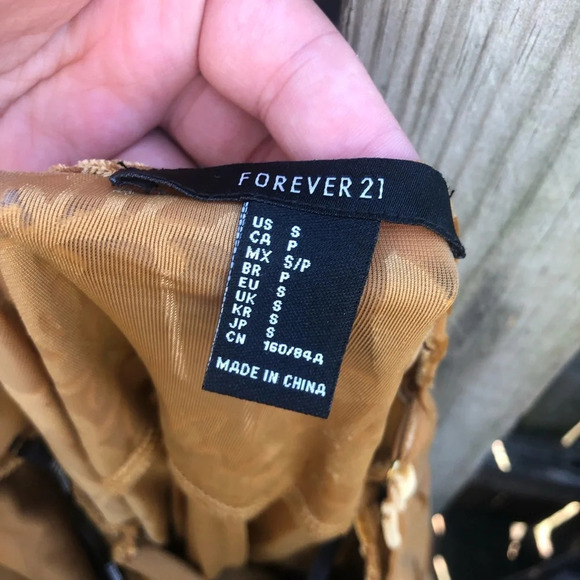 FOREVER 21
US S
CA P
MX S/P
BR P
EU S
UK S
KR S
JP S
CN 160/84A
MADE IN CHINA